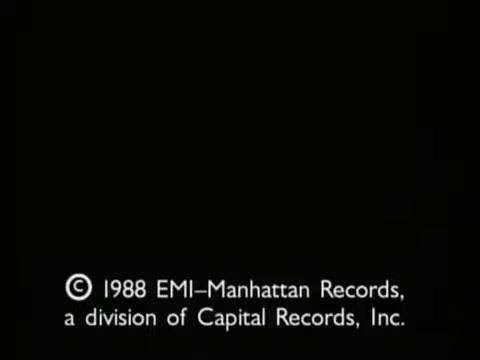 © 1988 EMI–Manhattan Records,
a division of Capital Records, Inc.